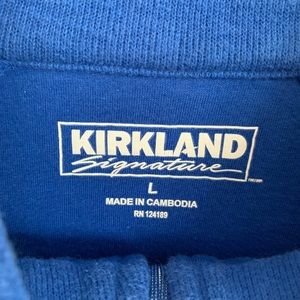 KIRKLAND
Signature
L
MADE IN CAMBODIA
RN 124189